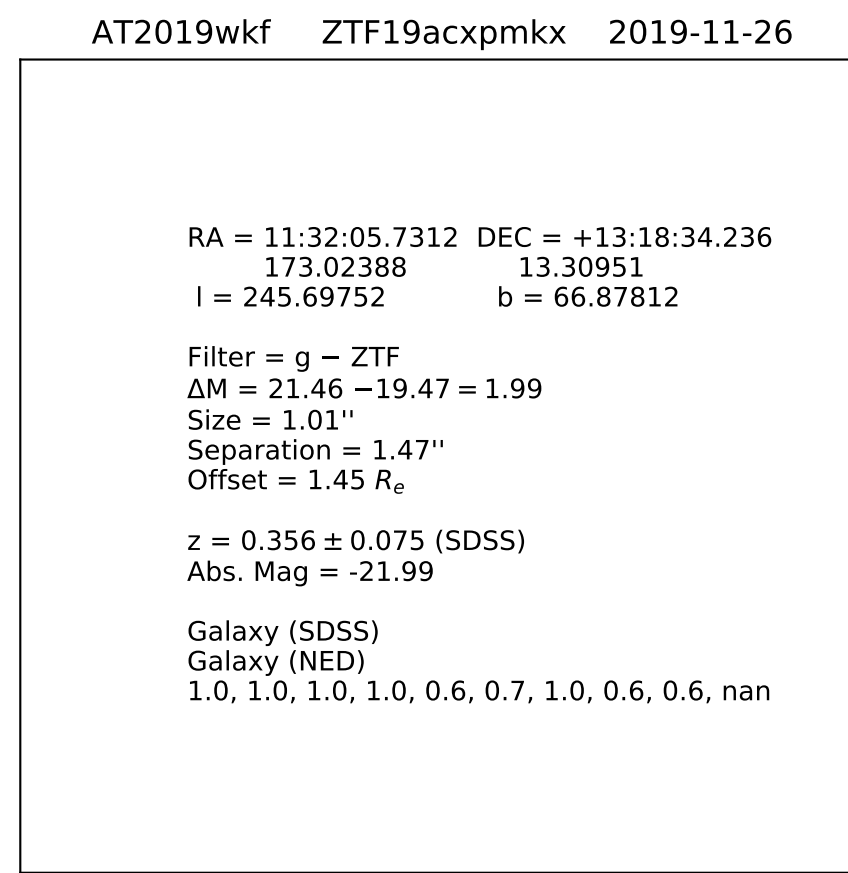 AT2019wkf ZTF19acxpmkx 2019-11-26
RA = 11:32:05.7312 DEC = +13:18:34.236
173.02388 13.30951
l = 245.69752 b = 66.87812
Filter = g − ZTF
ΔM = 21.46 −19.47 = 1.99
Size = 1.01''
Separation = 1.47''
Offset = 1.45 Rₑ
z = 0.356 ± 0.075 (SDSS)
Abs. Mag = -21.99
Galaxy (SDSS)
Galaxy (NED)
1.0, 1.0, 1.0, 1.0, 0.6, 0.7, 1.0, 0.6, 0.6, nan